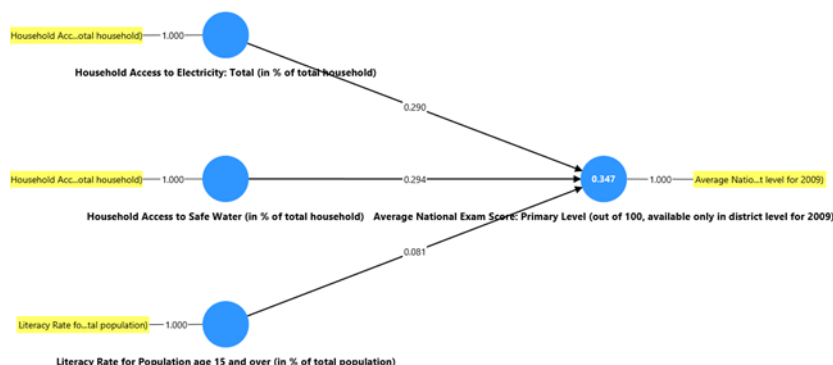 Household Acc...otal household)
1.000
Household Access to Electricity: Total (in % of total household)
0.290
Household Acc...otal household)
1.000
0.294
0.347
1.000
Average Natio...t level for 2009)
Household Access to Safe Water (in % of total household)
Average National Exam Score: Primary Level (out of 100, available only in district level for 2009)
0.081
Literacy Rate fo...tal population)
1.000
Literacy Rate for Population age 15 and over (in % of total population)